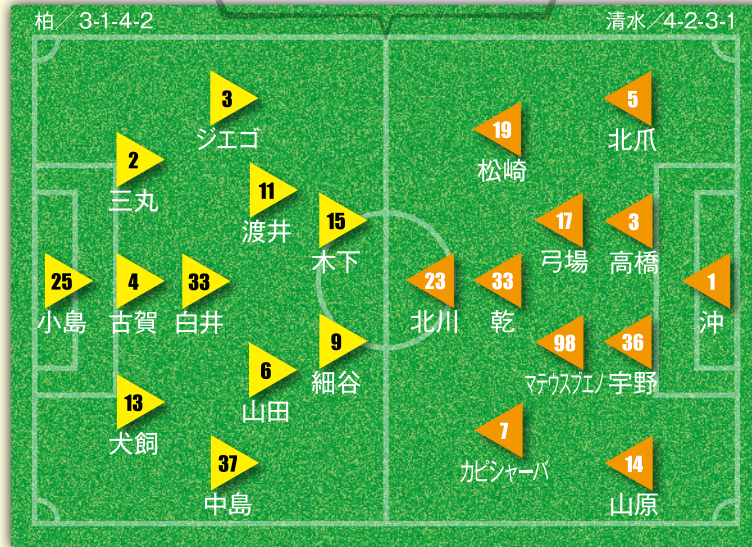 柏／3-1-4-2
清水／4-2-3-1
3
ジエゴ
2
三丸
11
渡井
15
木下
25
小島
4
古賀
33
白井
9
細谷
6
山田
13
犬飼
37
中島
19
松崎
5
北爪
17
弓場
3
高橋
23
北川
33
乾
1
沖
98
マテウスブエノ
36
宇野
7
カピシャーバ
14
山原